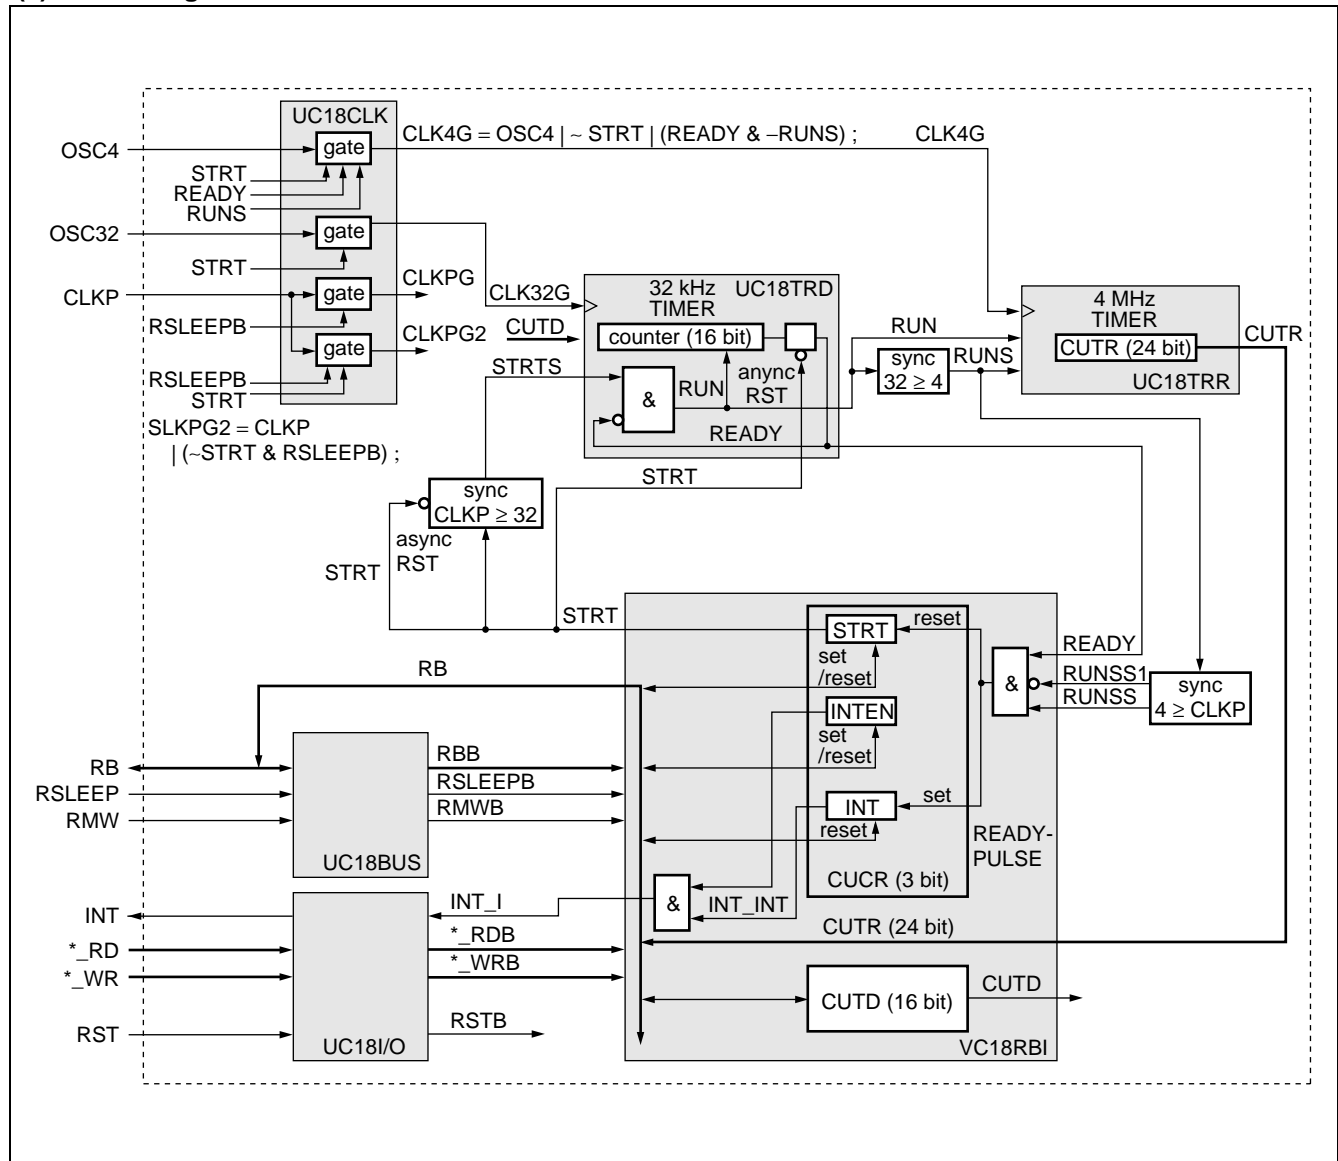 UC18CLK
OSC4
gate
CLK4G = OSC4 | ~ STRT | (READY & −RUNS) ;
CLK4G
STRT
READY
RUNS
OSC32
gate
STRT
CLKP
gate
CLKPG
RSLEEPB
gate
CLKPG2
RSLEEPB
STRT
SLKPG2 = CLKP
| (~STRT & RSLEEPB) ;
CLK32G
CUTD
STRTS
32 kHz
TIMER
UC18TRD
counter (16 bit)
&
RUN
anync
RST
READY
RUN
sync
32 ≥ 4
RUNS
4 MHz
TIMER
CUTR (24 bit)
UC18TRR
CUTR
STRT
sync
CLKP ≥ 32
async
RST
STRT
STRT
STRT
reset
set
/reset
INTEN
set
/reset
INT
set
reset
CUCR (3 bit)
&
READY
RUNSS1
RUNSS
sync
4 ≥ CLKP
READY-
PULSE
RB
RB
RSLEEP
RMW
UC18BUS
RBB
RSLEEPB
RMWB
INT
*_RD
*_WR
RST
UC18I/O
INT_I
*_RDB
*_WRB
RSTB
&
INT_INT
CUTR (24 bit)
CUTD (16 bit)
CUTD
VC18RBI